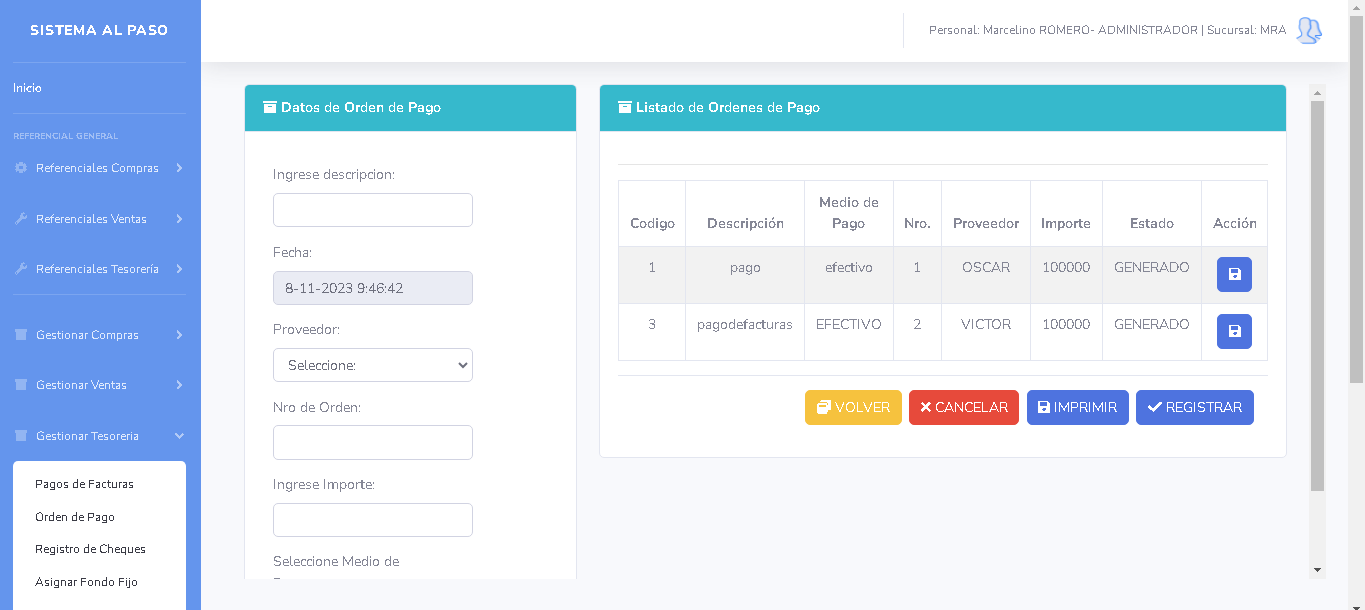 SISTEMA AL PASO
Personal: Marcelino ROMERO- ADMINISTRADOR | Sucursal: MRA
Inicio
REFERENCIAL GENERAL
Referenciales Compras
Referenciales Ventas
Referenciales Tesorería
Gestionar Compras
Gestionar Ventas
Gestionar Tesoreria
Pagos de Facturas
Orden de Pago
Registro de Cheques
Asignar Fondo Fijo
Datos de Orden de Pago
Ingrese descripcion:
Fecha:
8-11-2023 9:46:42
Proveedor:
Seleccione:
Nro de Orden:
Ingrese Importe:
Seleccione Medio de
Listado de Ordenes de Pago
Codigo Descripción Medio de Pago Nro. Proveedor Importe Estado Acción
1 pago efectivo 1 OSCAR 100000 GENERADO
3 pagodefacturas EFECTIVO 2 VICTOR 100000 GENERADO
VOLVER CANCELAR IMPRIMIR REGISTRAR